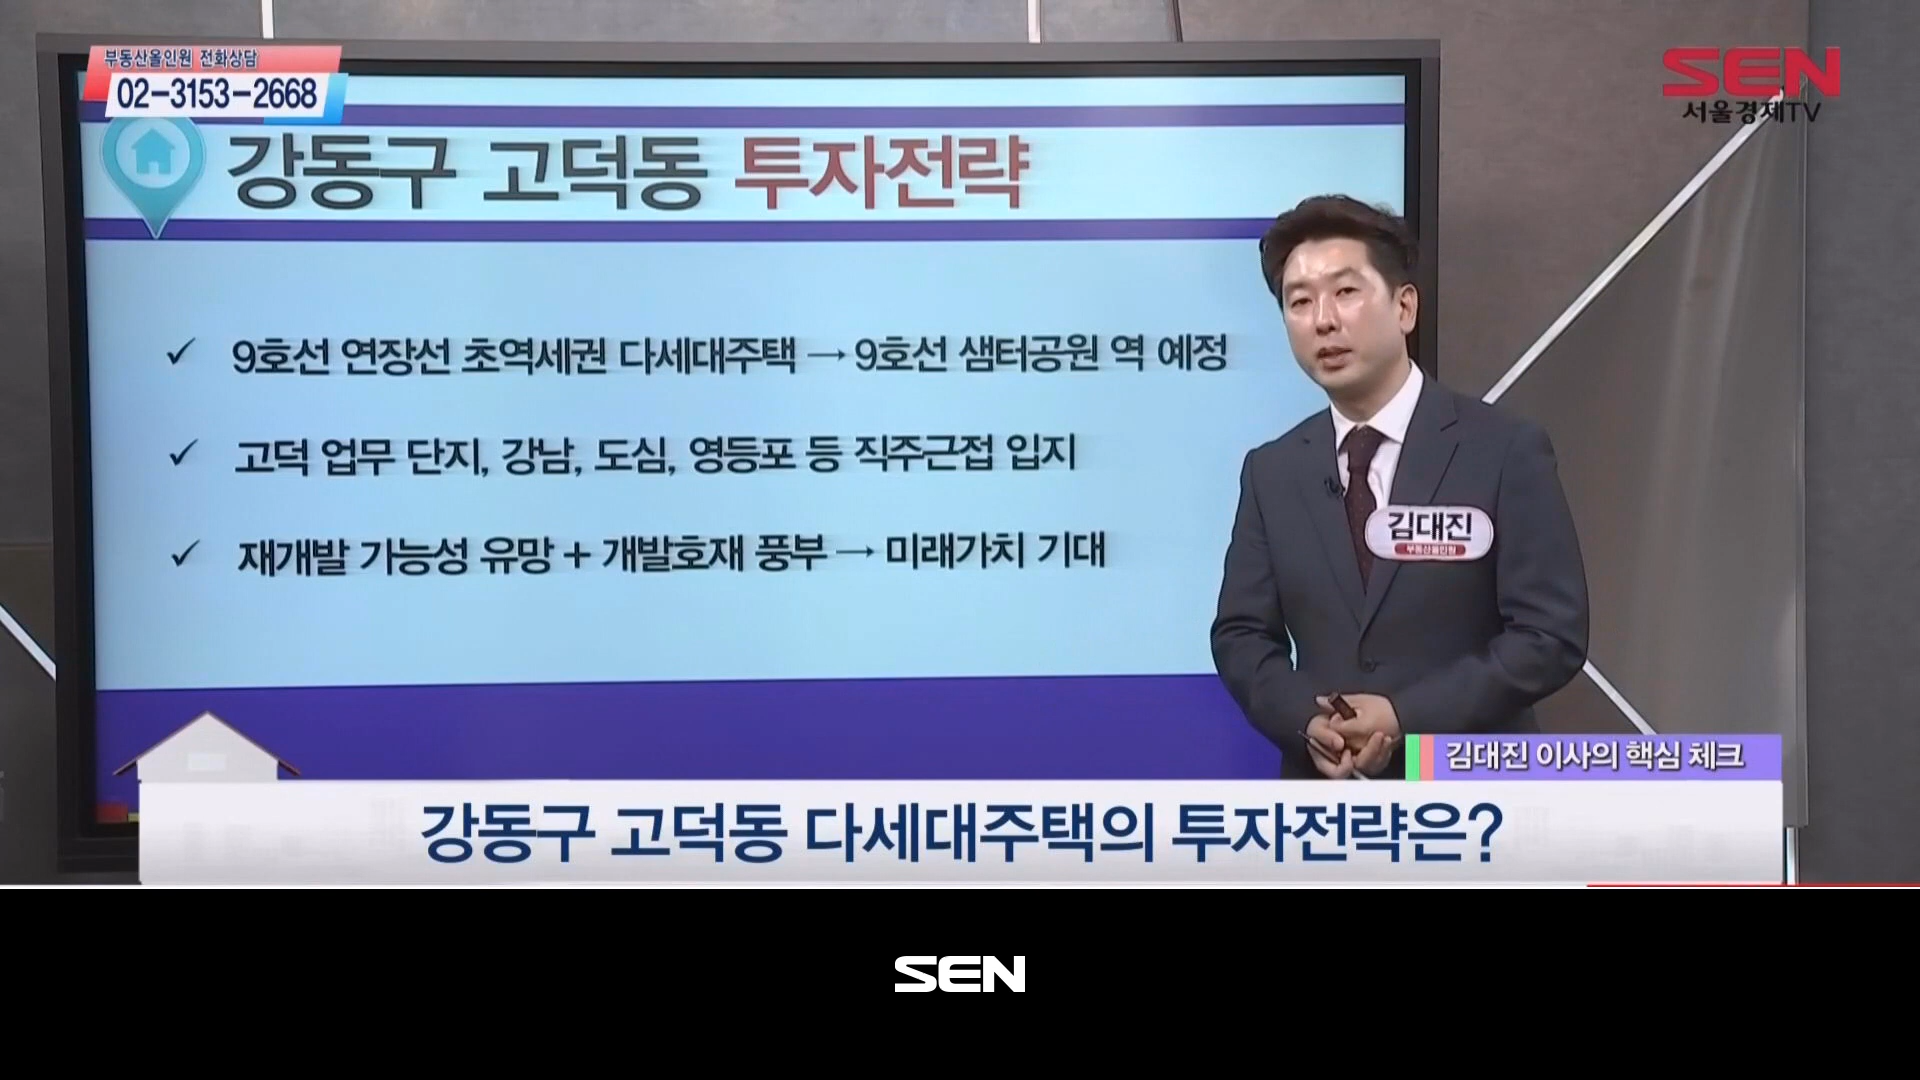 부동산올인원 전화상담
02-3153-2668
SEN
서울경제TV
강동구 고덕동 투자전략
✓ 9호선 연장선 초역세권 다세대주택 → 9호선 샘터공원 역 예정
✓ 고덕 업무 단지, 강남, 도심, 영등포 등 직주근접 입지
✓ 재개발 가능성 유망 + 개발호재 풍부 → 미래가치 기대
김대진
부동산올인원
김대진 이사의 핵심 체크
강동구 고덕동 다세대주택의 투자전략은?
SEN